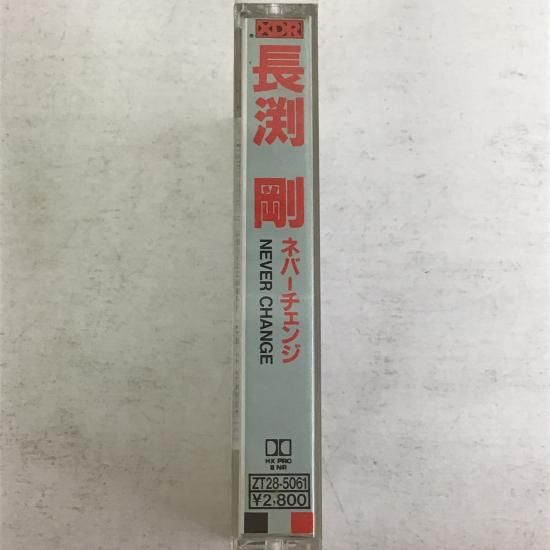 XDR
長渕 剛
ネバーチェンジ
NEVER CHANGE
HX PRO
B NR
ZT28-5061
¥2,800